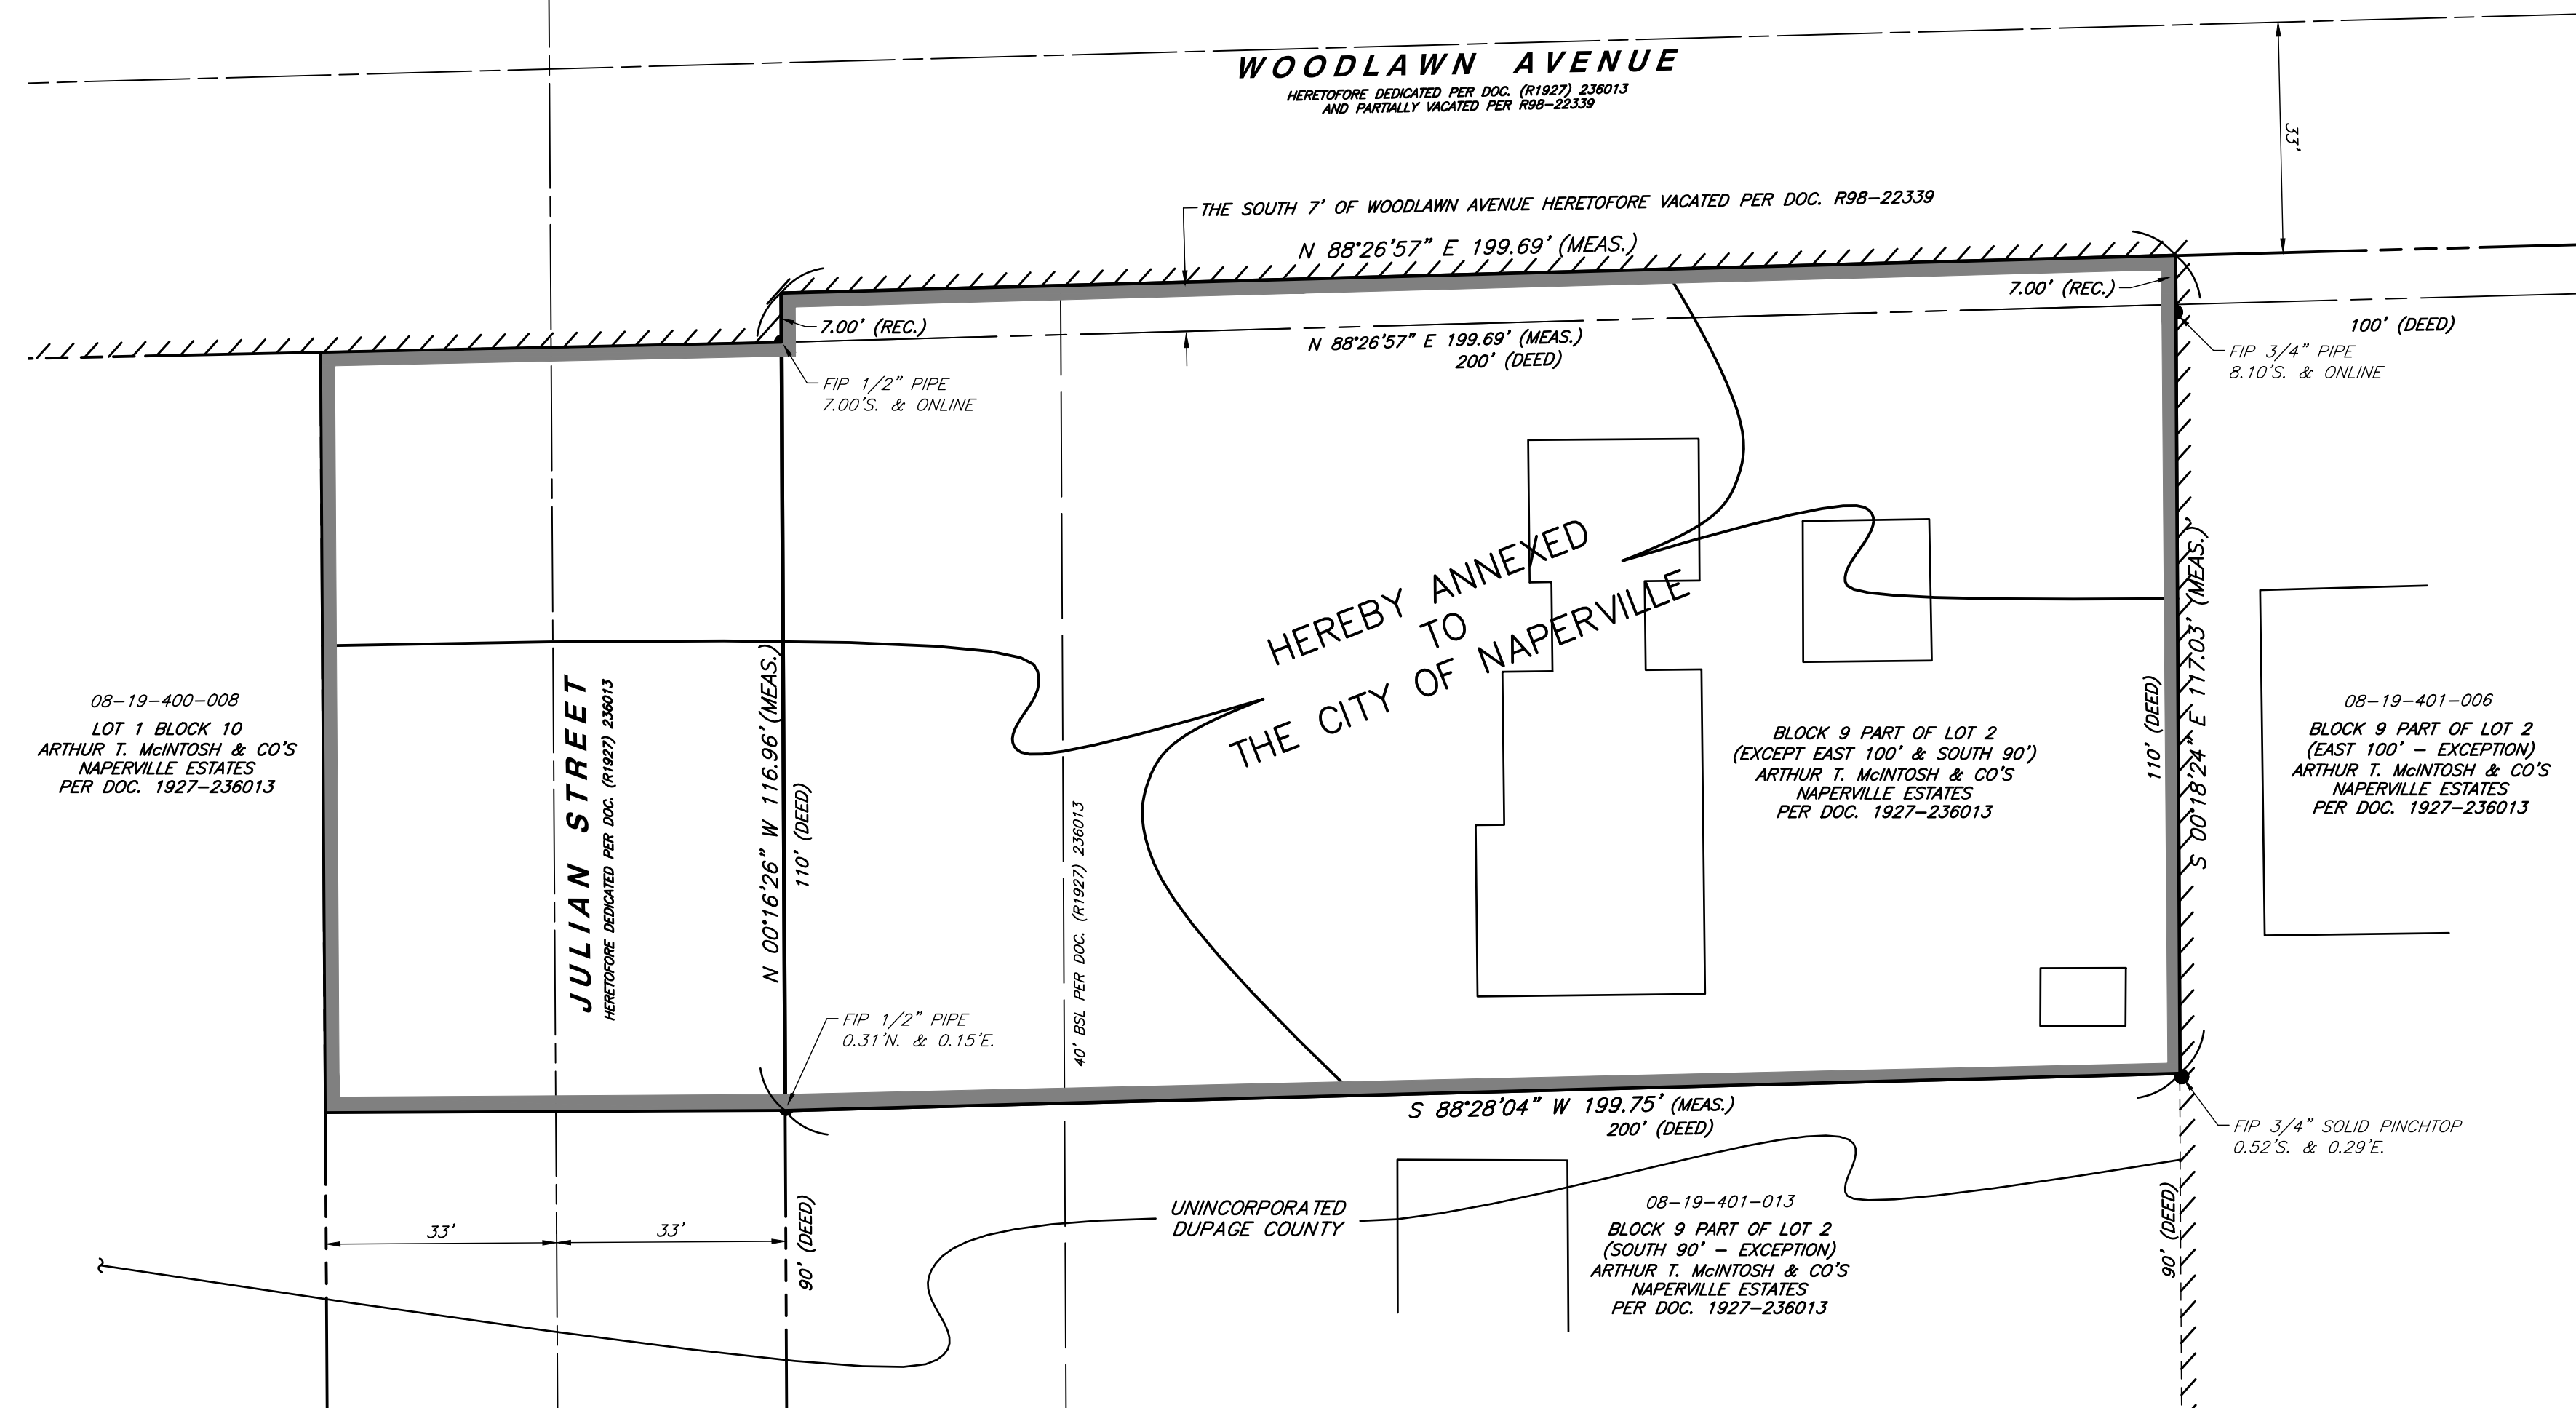 WOODLAWN AVENUE
HERETOFORE DEDICATED PER DOC. (R1927) 236013
AND PARTIALLY VACATED PER R98-22339
33'
THE SOUTH 7' OF WOODLAWN AVENUE HERETOFORE VACATED PER DOC. R98-22339
N 88°26'57" E 199.69' (MEAS.)
7.00' (REC.)
7.00' (REC.)
N 88°26'57" E 199.69' (MEAS.)
200' (DEED)
100' (DEED)
FIP 3/4" PIPE
8.10'S. & ONLINE
FIP 1/2" PIPE
7.00'S. & ONLINE
HEREBY ANNEXED
TO
THE CITY OF NAPERVILLE
08-19-400-008
LOT 1 BLOCK 10
ARTHUR T. McINTOSH & CO'S
NAPERVILLE ESTATES
PER DOC. 1927-236013
JULIAN STREET
HERETOFORE DEDICATED PER DOC. (R1927) 236013
N 00°16'26" W 116.96' (MEAS.)
110' (DEED)
40' BSL PER DOC. (R1927) 236013
BLOCK 9 PART OF LOT 2
(EXCEPT EAST 100' & SOUTH 90')
ARTHUR T. McINTOSH & CO'S
NAPERVILLE ESTATES
PER DOC. 1927-236013
110' (DEED)
S 00°18'24" E 117.03' (MEAS.)
08-19-401-006
BLOCK 9 PART OF LOT 2
(EAST 100' - EXCEPTION)
ARTHUR T. McINTOSH & CO'S
NAPERVILLE ESTATES
PER DOC. 1927-236013
FIP 1/2" PIPE
0.31'N. & 0.15'E.
S 88°28'04" W 199.75' (MEAS.)
200' (DEED)
FIP 3/4" SOLID PINCHTOP
0.52'S. & 0.29'E.
33'
33'
90' (DEED)
UNINCORPORATED
DUPAGE COUNTY
08-19-401-013
BLOCK 9 PART OF LOT 2
(SOUTH 90' - EXCEPTION)
ARTHUR T. McINTOSH & CO'S
NAPERVILLE ESTATES
PER DOC. 1927-236013
90' (DEED)